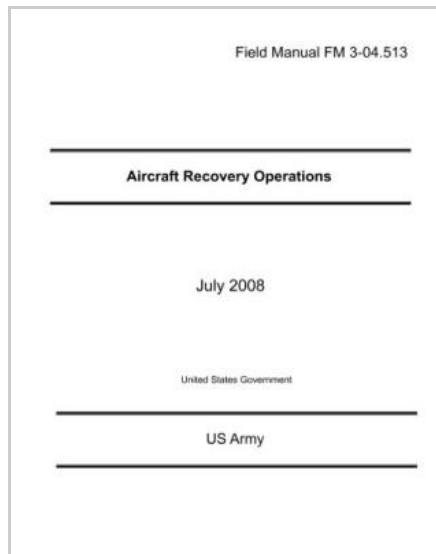 Field Manual FM 3-04.513
Aircraft Recovery Operations
July 2008
United States Government
US Army